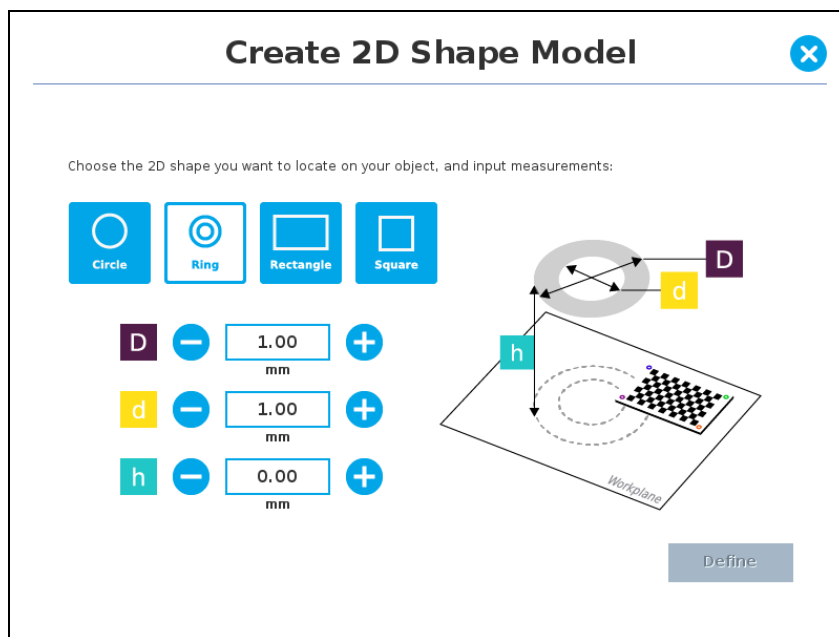 Create 2D Shape Model
Choose the 2D shape you want to locate on your object, and input measurements:
Circle
Ring
Rectangle
Square
D
d
D
1.00
mm
h
d
1.00
mm
h
0.00
mm
Workplane
Define